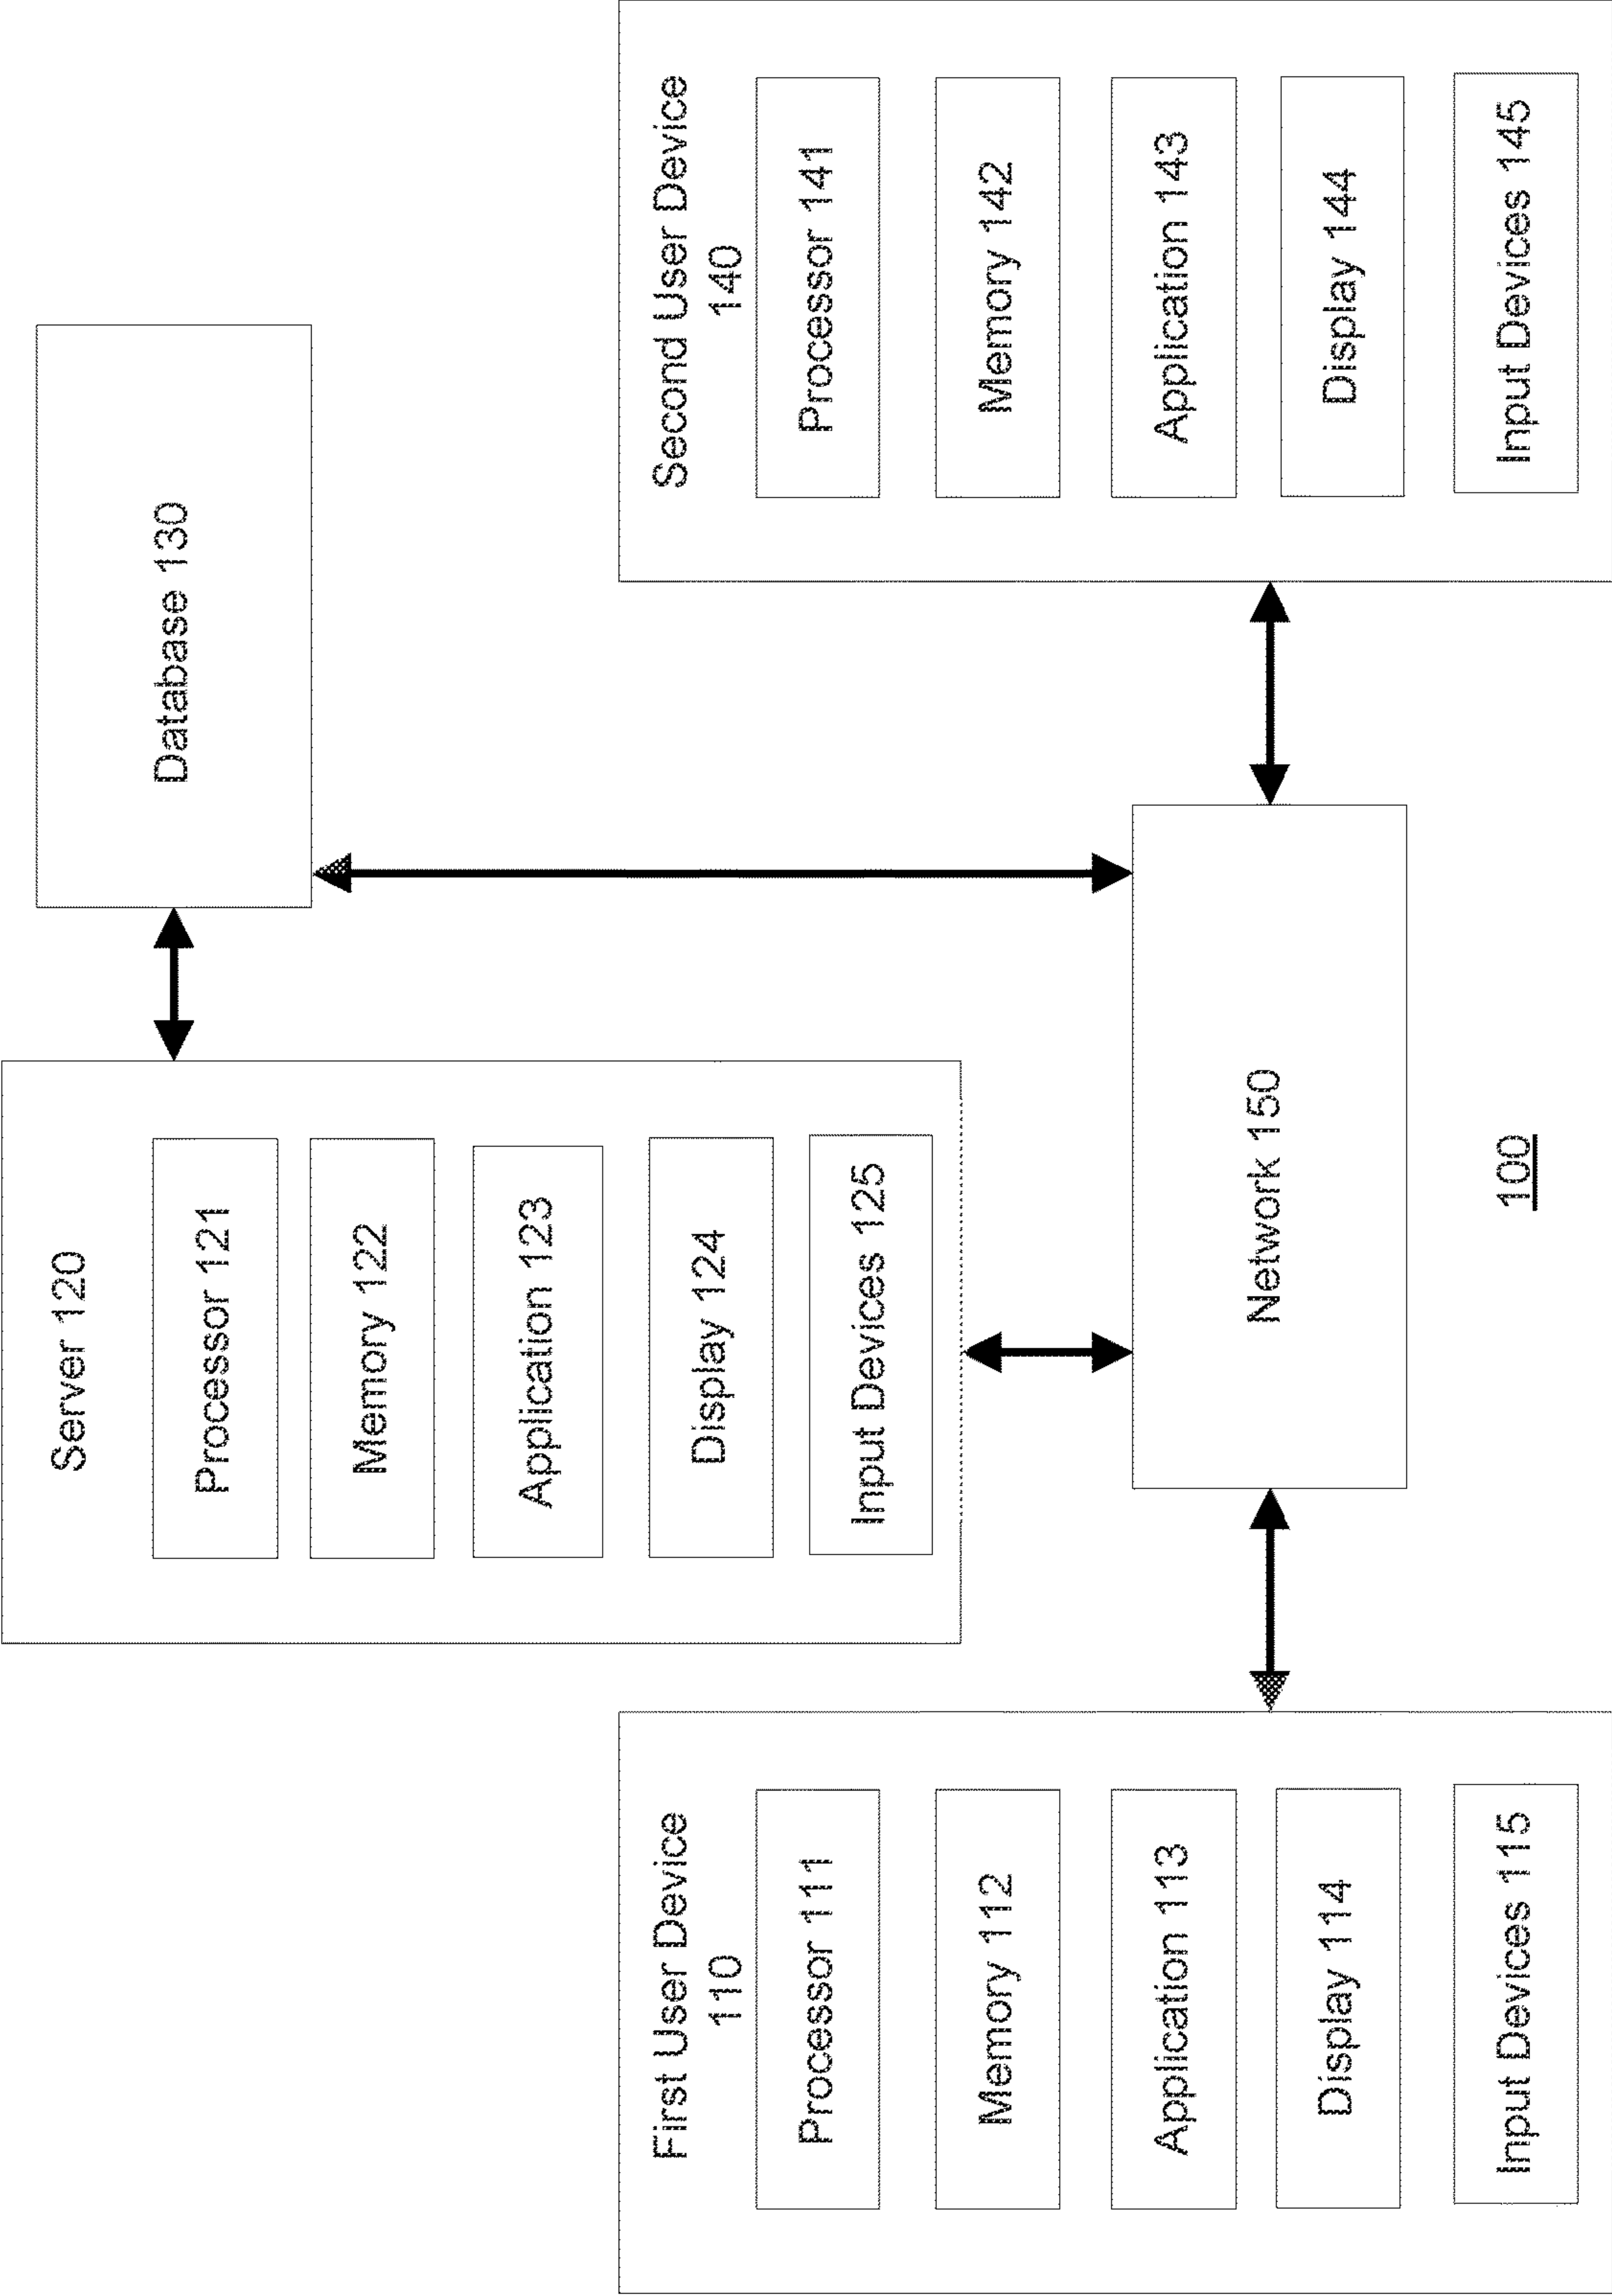 Server 120
Processor 121
Memory 122
Application 123
Display 124
Input Devices 125
Database 130
First User Device
110
Processor 111
Memory 112
Application 113
Display 114
Input Devices 115
Network 150
Second User Device
140
Processor 141
Memory 142
Application 143
Display 144
Input Devices 145
100